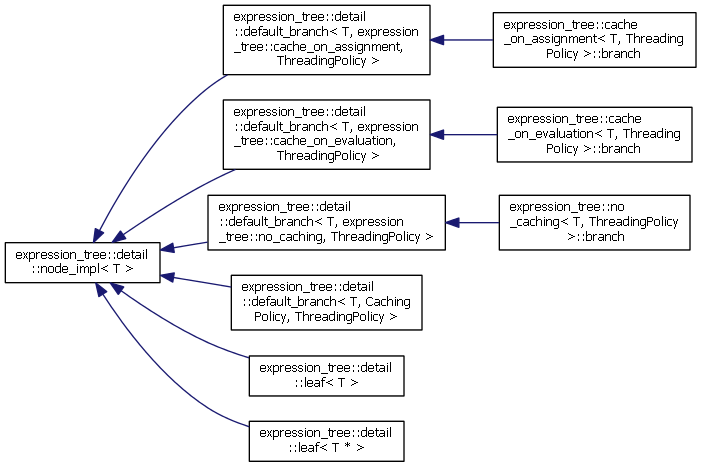 expression_tree::detail
::default_branch< T, expression
_tree::cache_on_assignment,
ThreadingPolicy >
expression_tree::cache
_on_assignment< T, Threading
Policy >::branch
expression_tree::detail
::default_branch< T, expression
_tree::cache_on_evaluation,
ThreadingPolicy >
expression_tree::cache
_on_evaluation< T, Threading
Policy >::branch
expression_tree::detail
::default_branch< T, expression
_tree::no_caching, ThreadingPolicy >
expression_tree::no
_caching< T, ThreadingPolicy
>::branch
expression_tree::detail
::node_impl< T >
expression_tree::detail
::default_branch< T, Caching
Policy, ThreadingPolicy >
expression_tree::detail
::leaf< T >
expression_tree::detail
::leaf< T * >